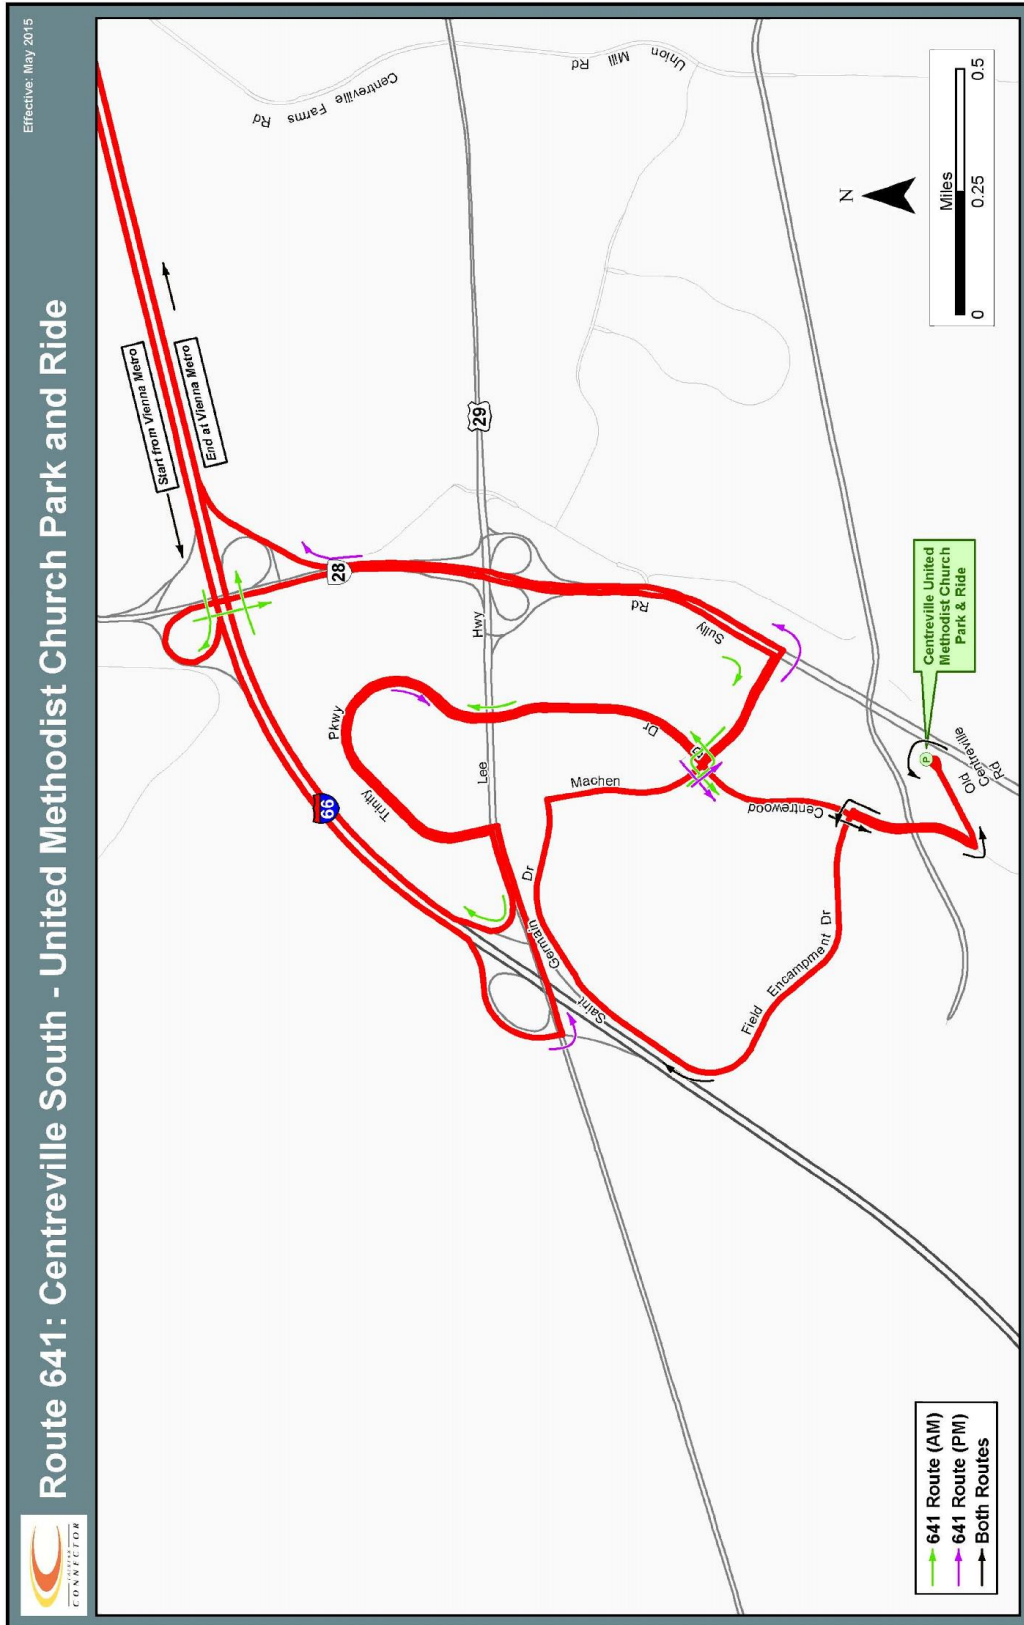 Route 641: Centreville South - United Methodist Church Park and Ride
Effective: May 2015
CONNECTOR
Start from Vienna Metro
End at Vienna Metro
Centreville Farms Rd
Union Mill Rd
66
28
29
Trinity Pkwy
Lee Hwy
Sully Rd
Machen
Dr
Saint Germain Dr
Centrewood
Dr
Field Encampment Dr
Old Centreville Rd
P
Centreville United
Methodist Church
Park & Ride
N
Miles
0 0.25 0.5
641 Route (AM)
641 Route (PM)
Both Routes